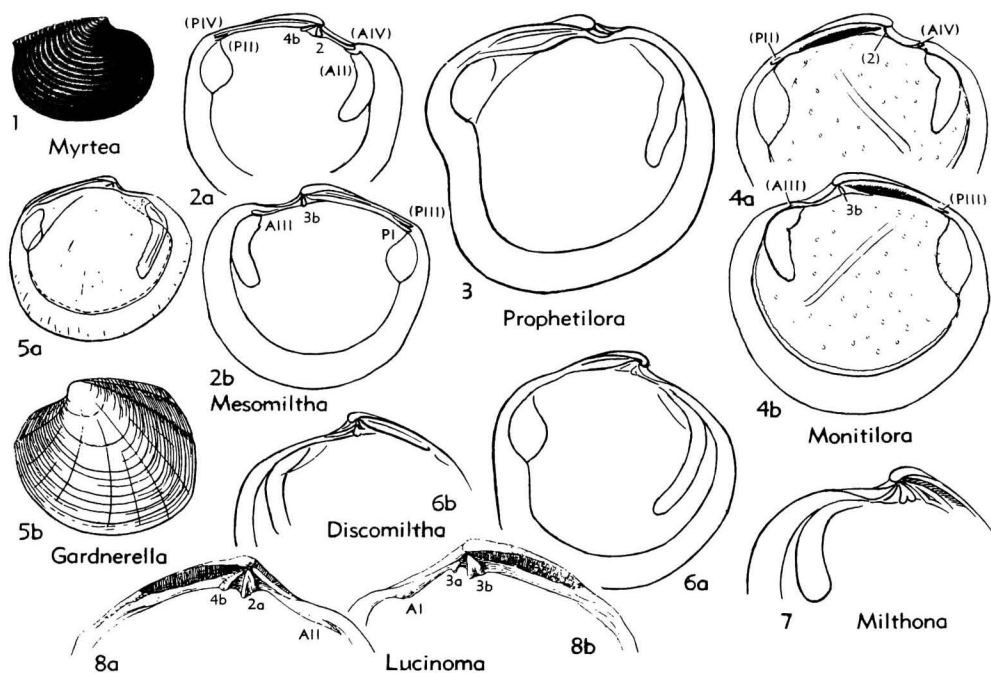 1
Myrtea
(PIV)
(PII)
4b
2
(AIV)
(AII)
2a
AIII
3b
(PIII)
PI
2b
Mesomiltha
3
Prophetilora
(PII)
(2)
(AIV)
4a
(AIII)
3b
(PIII)
4b
Monitilora
5a
5b
Gardnerella
6b
Discomiltha
6a
7
Milthona
4b
2a
AII
8a
3a
3b
AI
8b
Lucinoma